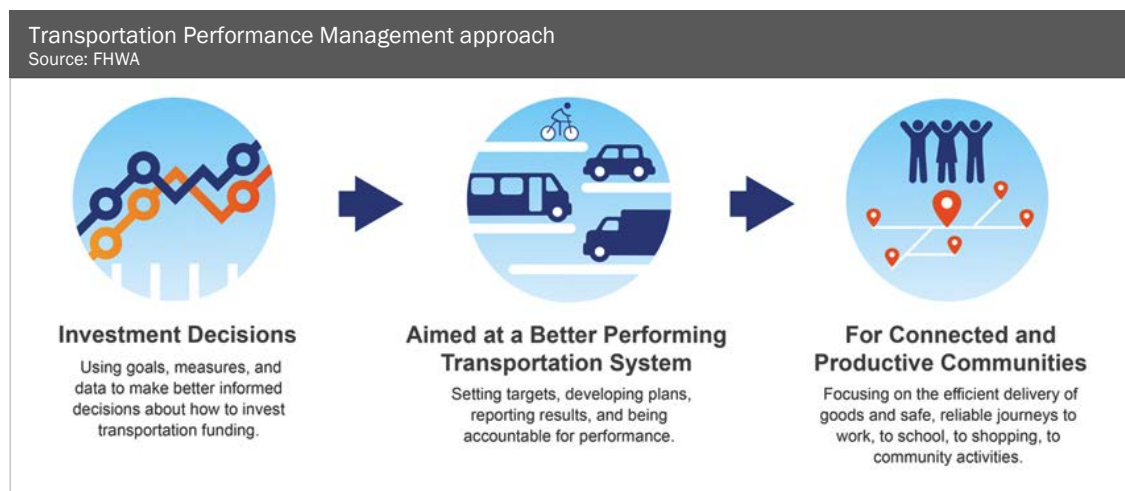 Transportation Performance Management approach
Source: FHWA
Investment Decisions
Using goals, measures, and
data to make better informed
decisions about how to invest
transportation funding.
Aimed at a Better Performing
Transportation System
Setting targets, developing plans,
reporting results, and being
accountable for performance.
For Connected and
Productive Communities
Focusing on the efficient delivery of
goods and safe, reliable journeys to
work, to school, to shopping, to
community activities.